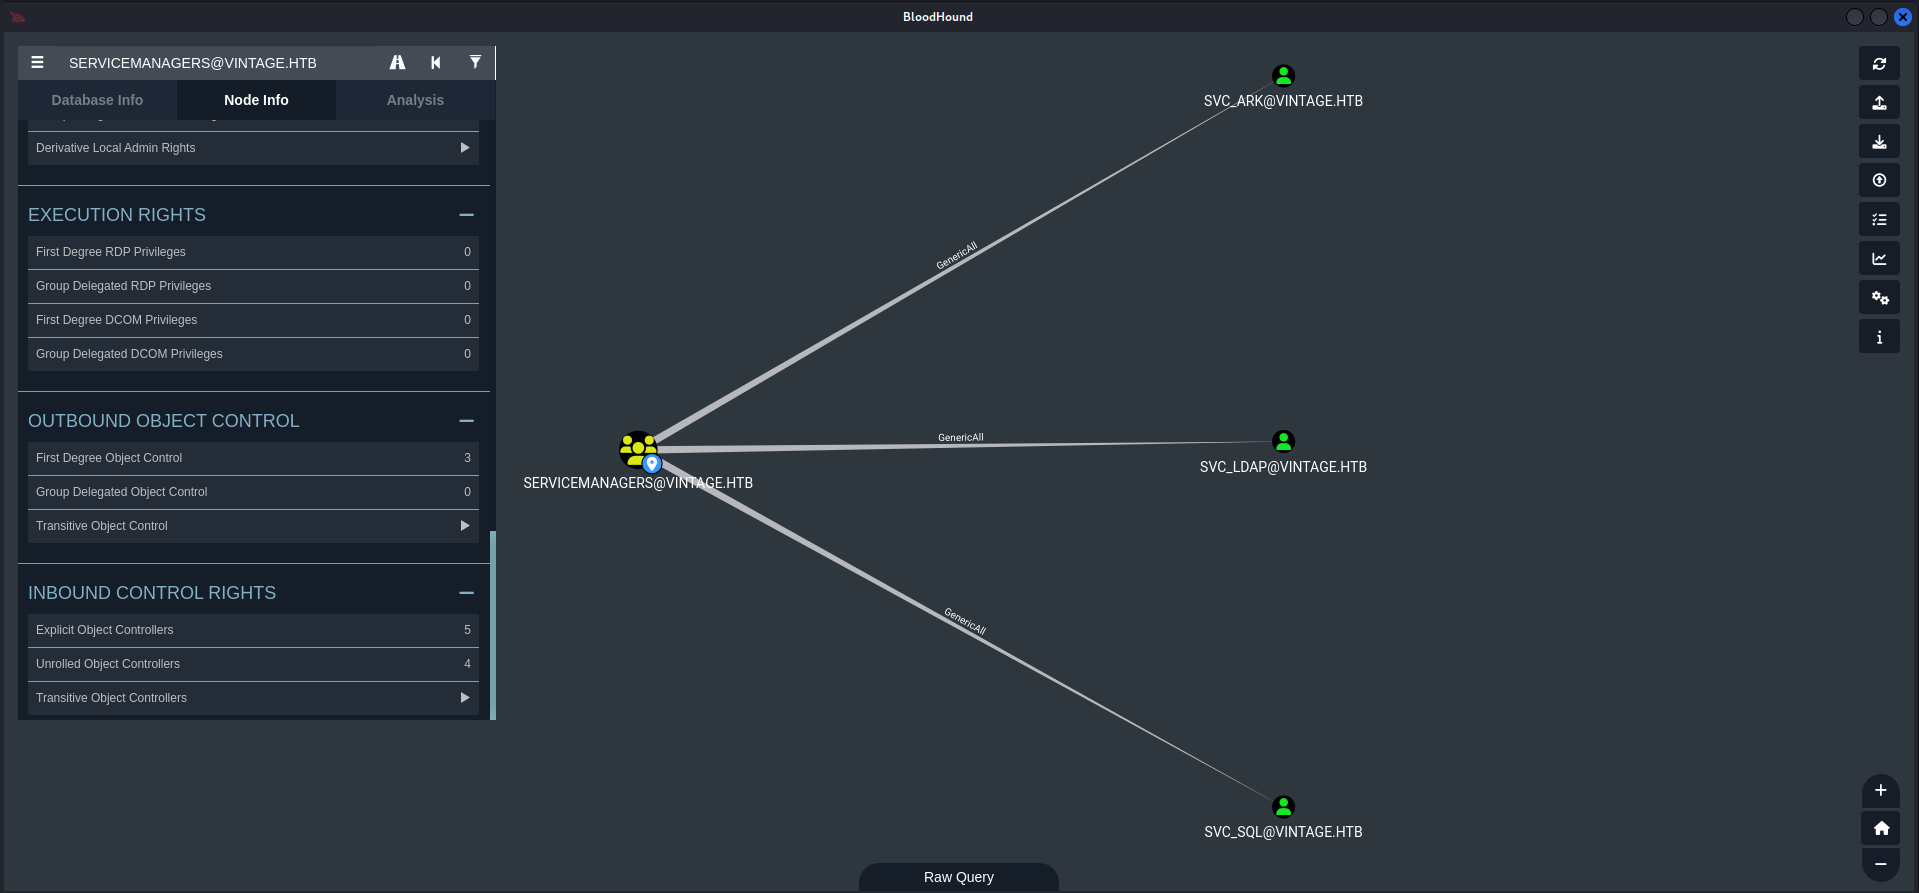 BloodHound
SERVICEMANAGERS@VINTAGE.HTB
Database Info
Node Info
Analysis
Derivative Local Admin Rights
EXECUTION RIGHTS
First Degree RDP Privileges 0
Group Delegated RDP Privileges 0
First Degree DCOM Privileges 0
Group Delegated DCOM Privileges 0
OUTBOUND OBJECT CONTROL
First Degree Object Control 3
Group Delegated Object Control 0
Transitive Object Control
INBOUND CONTROL RIGHTS
Explicit Object Controllers 5
Unrolled Object Controllers 4
Transitive Object Controllers
SVC_ARK@VINTAGE.HTB
GenericAll
GenericAll
SVC_LDAP@VINTAGE.HTB
SERVICEMANAGERS@VINTAGE.HTB
GenericAll
SVC_SQL@VINTAGE.HTB
Raw Query